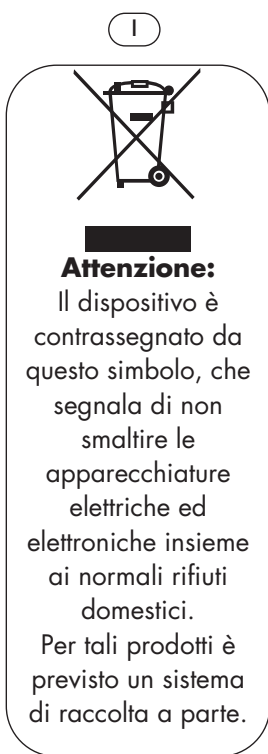 I
Attenzione:
Il dispositivo è
contrassegnato da
questo simbolo, che
segnala di non
smaltire le
apparecchiature
elettriche ed
elettroniche insieme
ai normali rifiuti
domestici.
Per tali prodotti è
previsto un sistema
di raccolta a parte.